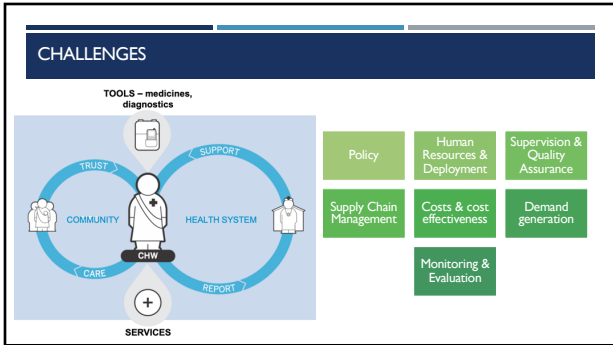 CHALLENGES
TOOLS – medicines,
diagnostics
TRUST
SUPPORT
COMMUNITY
HEALTH SYSTEM
CHW
CARE
REPORT
SERVICES
Policy
Human
Resources &
Deployment
Supervision &
Quality
Assurance
Supply Chain
Management
Costs & cost
effectiveness
Demand
generation
Monitoring &
Evaluation